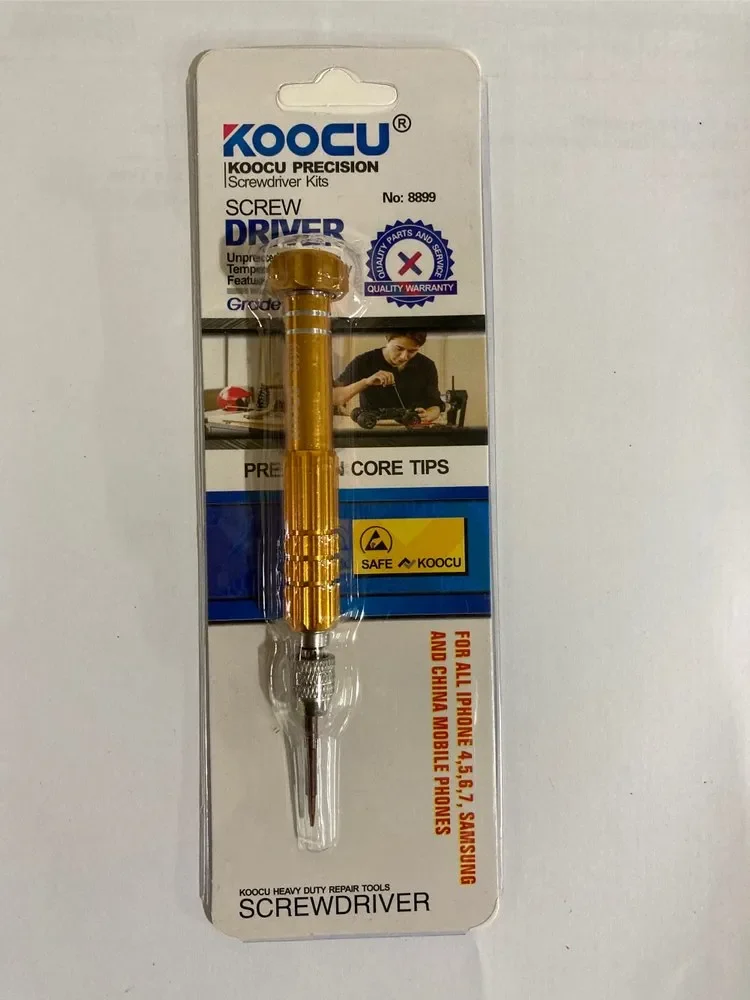 KOOCU®
KOOCU PRECISION
Screwdriver Kits
No: 8899
SCREW
DRIVER
QUALITY PARTS AND SERVICE
QUALITY WARRANTY
Grade
CORE TIPS
SAFE KOOCU
FOR ALL IPHONE 4,5,6,7, SAMSUNG
AND CHINA MOBILE PHONES
KOOCU HEAVY DUTY REPAIR TOOLS
SCREWDRIVER